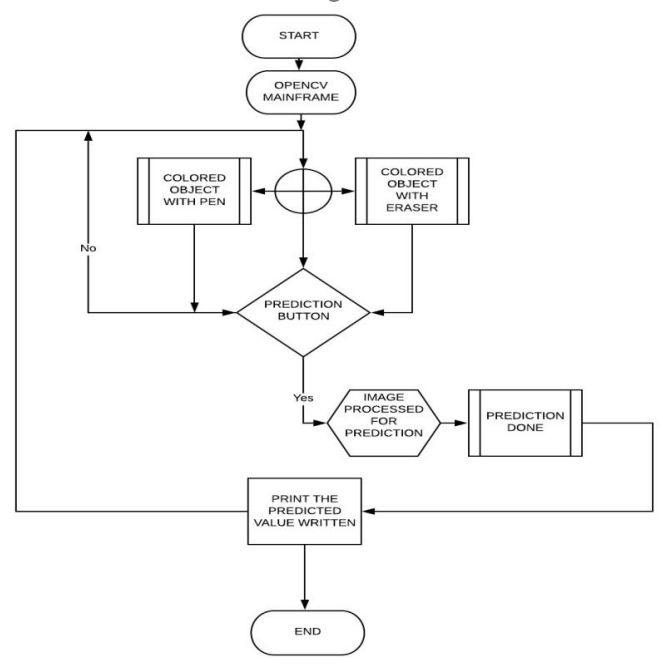 START
OPENCV
MAINFRAME
COLORED
OBJECT
WITH PEN
COLORED
OBJECT
WITH
ERASER
No
PREDICTION
BUTTON
Yes
IMAGE
PROCESSED
FOR
PREDICTION
PREDICTION
DONE
PRINT THE
PREDICTED
VALUE WRITTEN
END